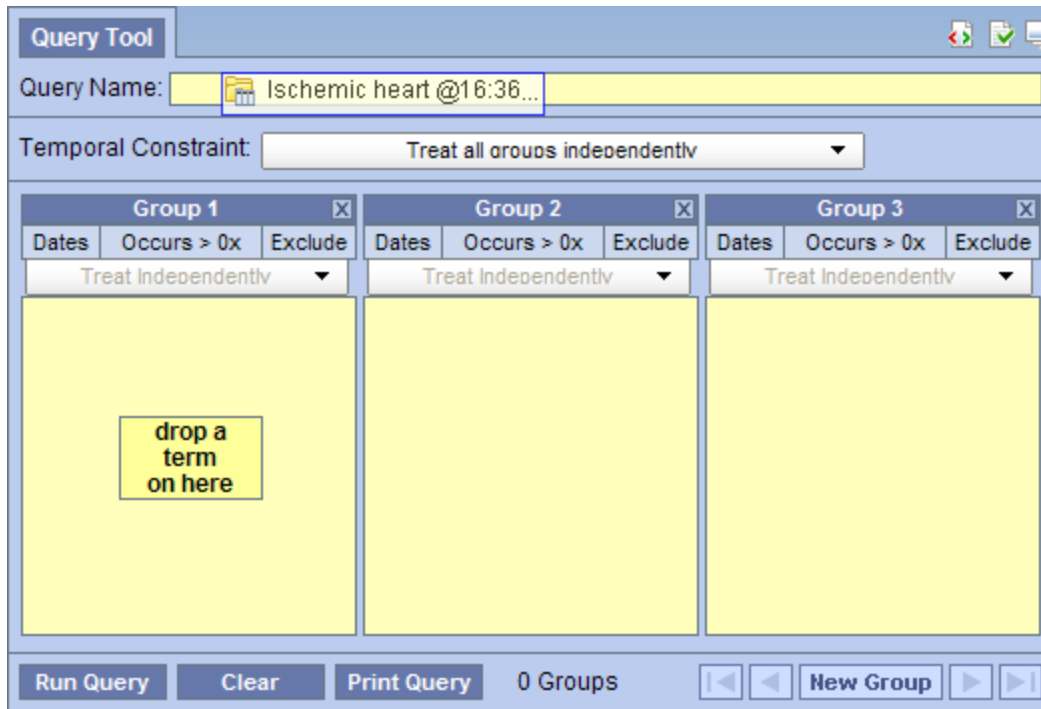 Query Tool
Query Name: Ischemic heart @16:36...
Temporal Constraint: Treat all groups independently
Group 1 X Group 2 X Group 3 X
Dates Occurs > 0x Exclude Dates Occurs > 0x Exclude Dates Occurs > 0x Exclude
Treat Independently Treat Independently Treat Independently
drop a
term
on here
Run Query Clear Print Query 0 Groups New Group